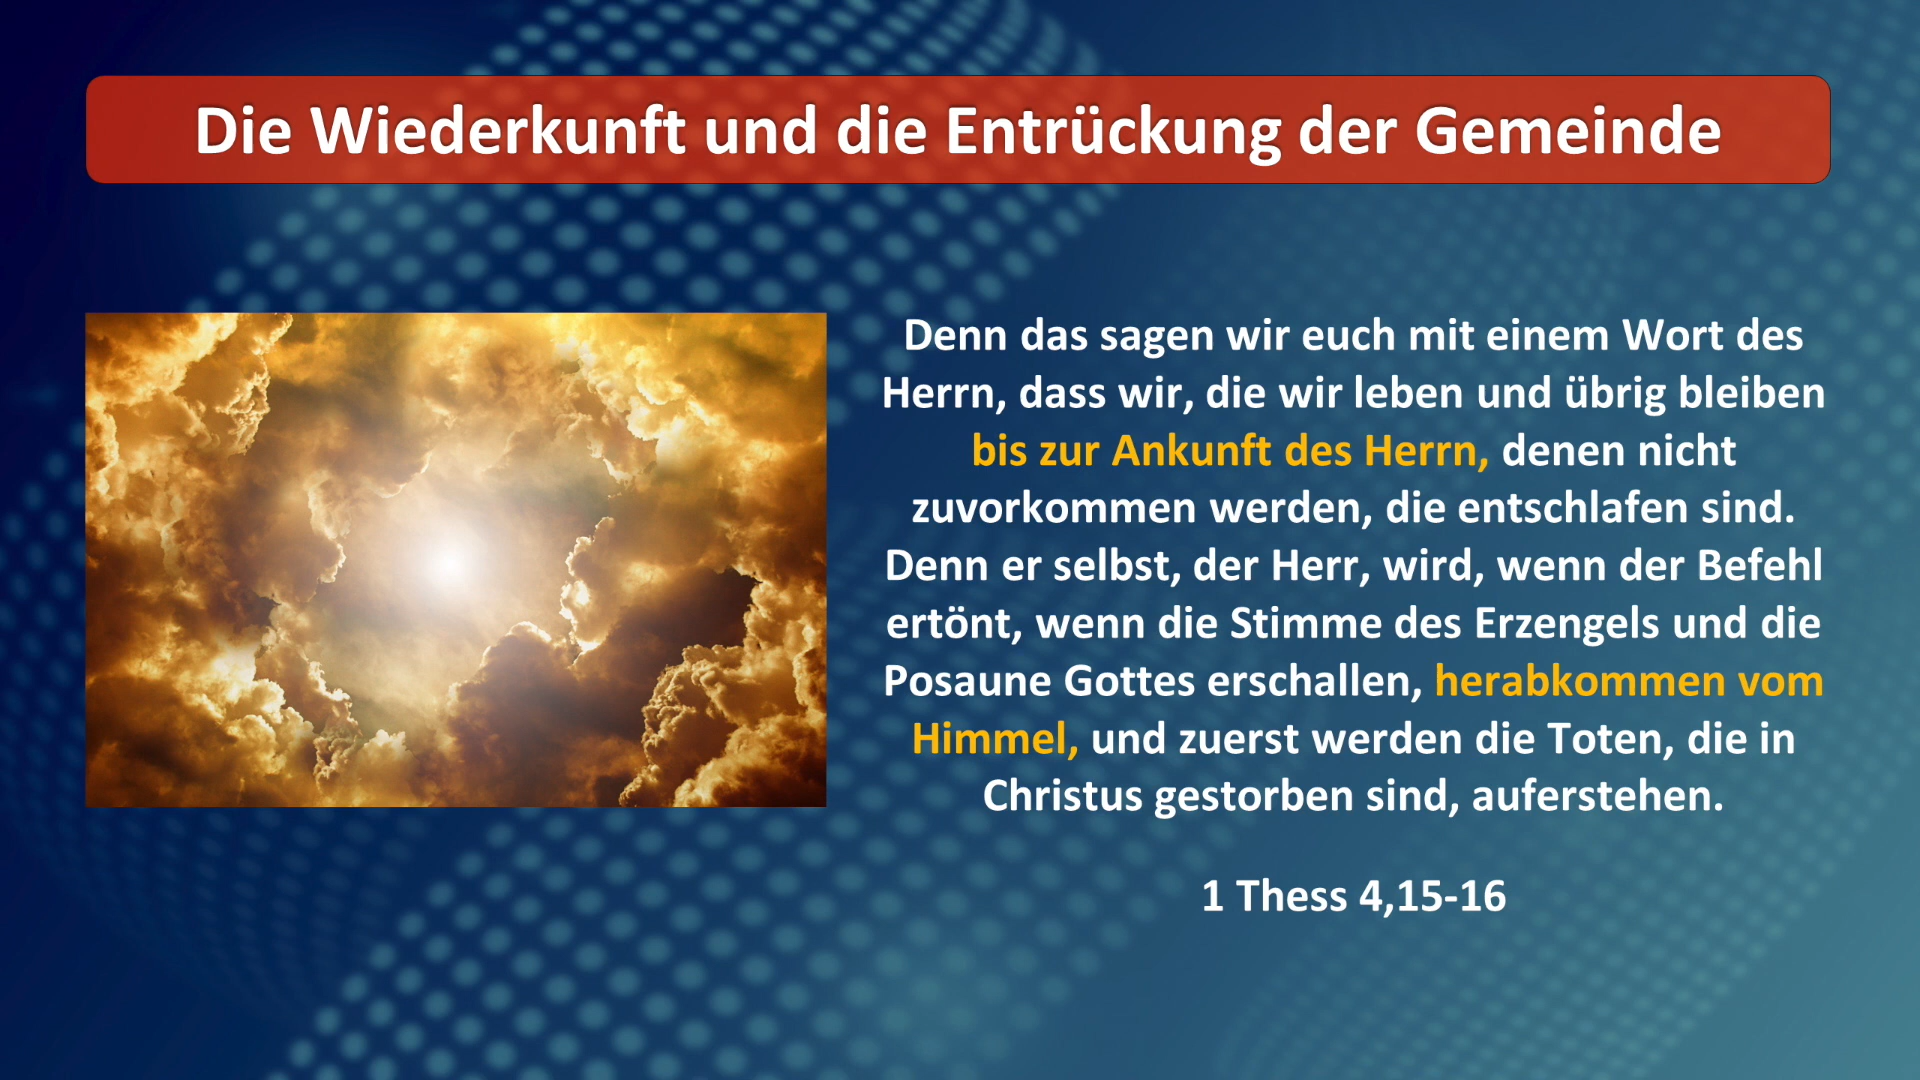 Die Wiederkunft und die Entrückung der Gemeinde
Denn das sagen wir euch mit einem Wort des
Herrn, dass wir, die wir leben und übrig bleiben
bis zur Ankunft des Herrn, denen nicht
zuvorkommen werden, die entschlafen sind.
Denn er selbst, der Herr, wird, wenn der Befehl
ertönt, wenn die Stimme des Erzengels und die
Posaune Gottes erschallen, herabkommen vom
Himmel, und zuerst werden die Toten, die in
Christus gestorben sind, auferstehen.
1 Thess 4,15-16